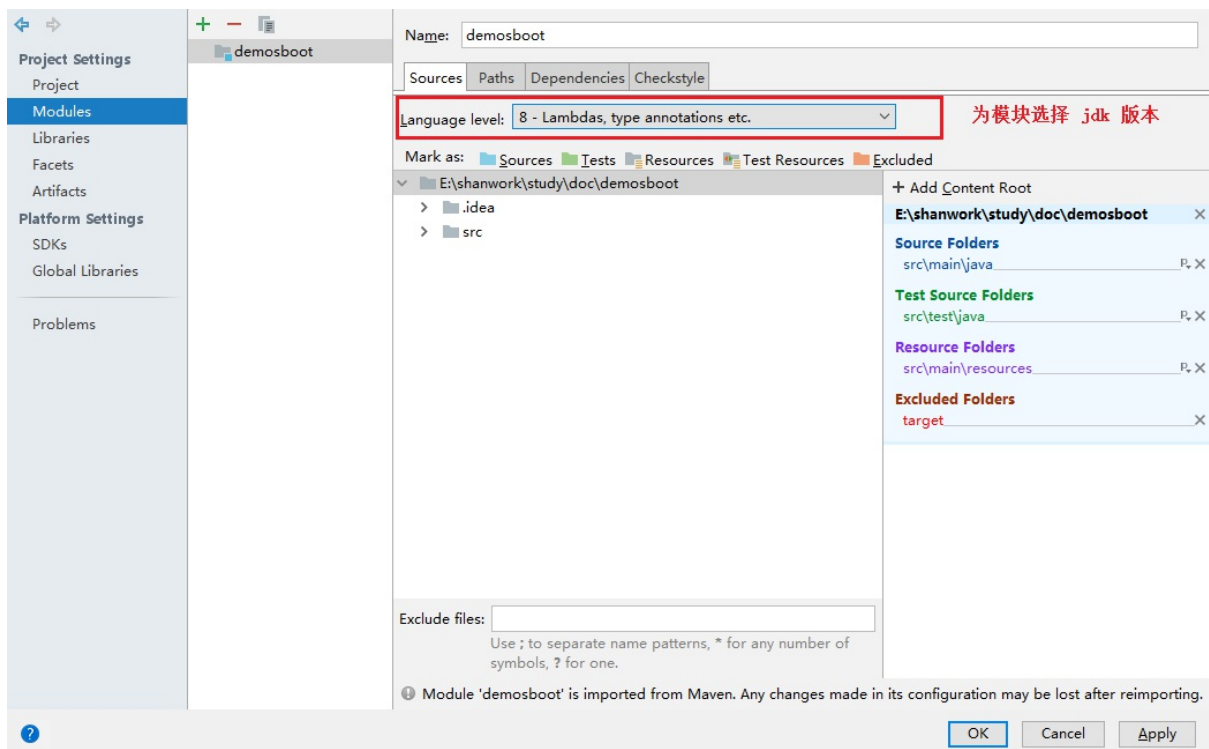 Project Settings
Project
Modules
Libraries
Facets
Artifacts
Platform Settings
SDKs
Global Libraries
Problems
demosboot
Name: demosboot
Sources Paths Dependencies Checkstyle
Language level: 8 - Lambdas, type annotations etc.
为模块选择 jdk 版本
Mark as: Sources Tests Resources Test Resources Excluded
E:\shanwork\study\doc\demosboot
.idea
src
+ Add Content Root
E:\shanwork\study\doc\demosboot
Source Folders
src\main\java
Test Source Folders
src\test\java
Resource Folders
src\main\resources
Excluded Folders
target
Exclude files:
Use ; to separate name patterns, * for any number of
symbols, ? for one.
Module 'demosboot' is imported from Maven. Any changes made in its configuration may be lost after reimporting.
? OK Cancel Apply